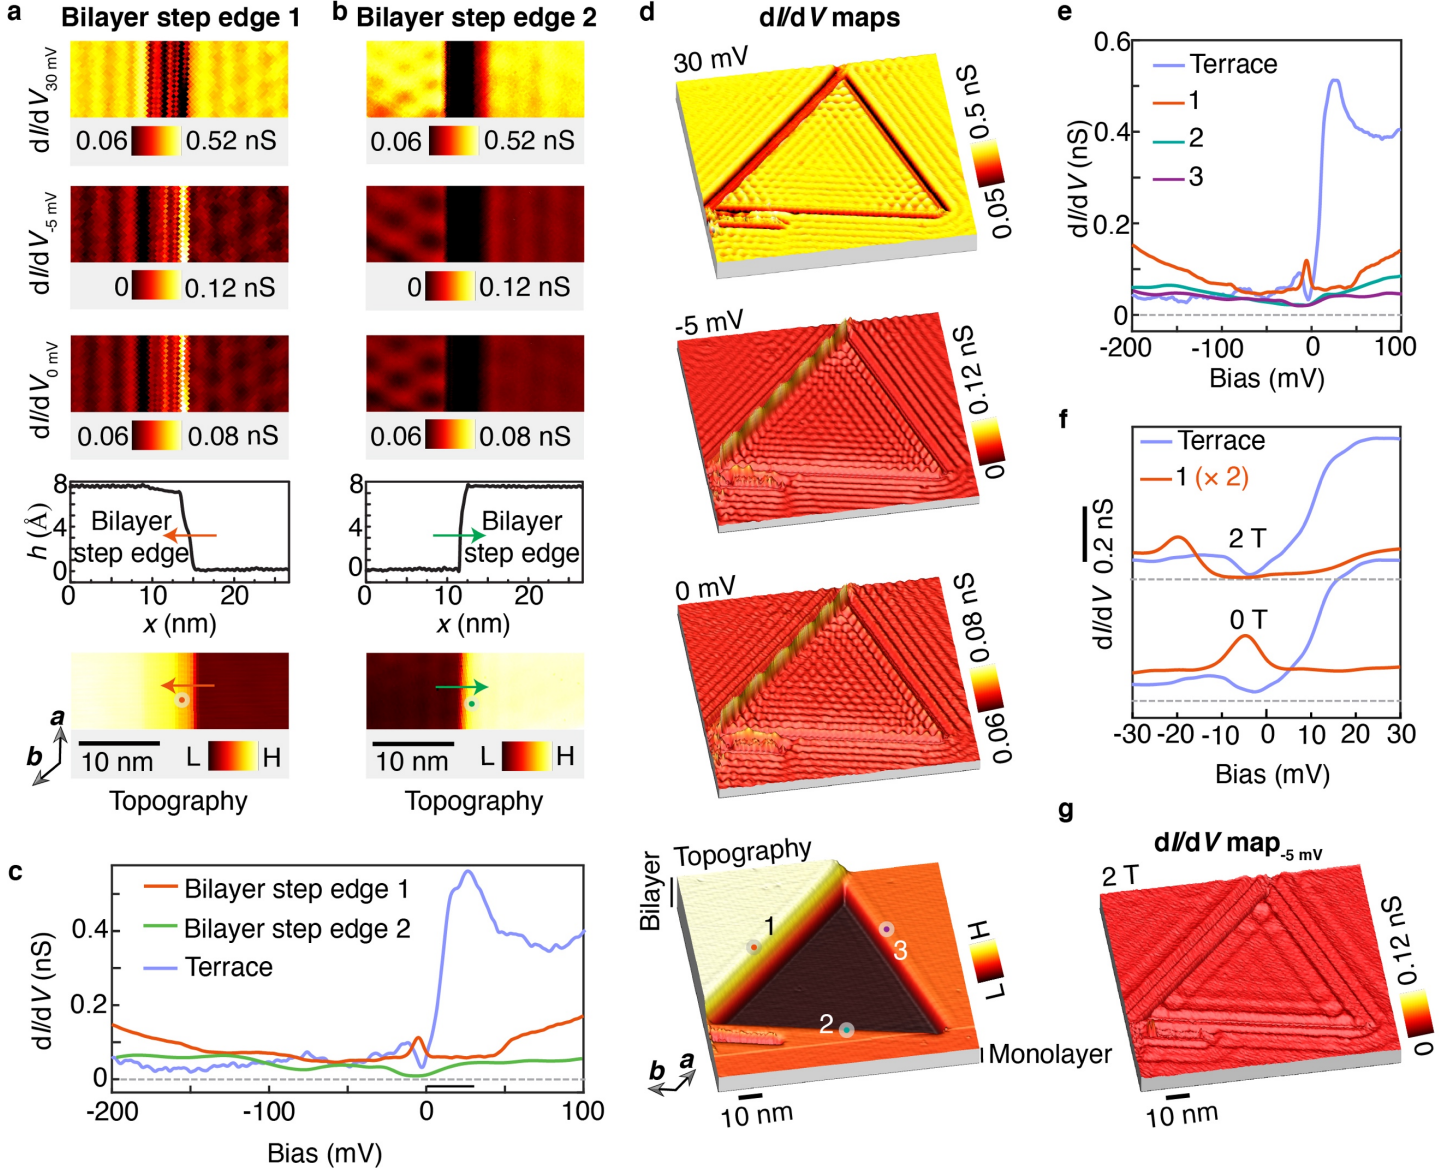 a
Bilayer step edge 1
dI/dV30 mV
0.06
0.52 nS
dI/dV-5 mV
0
0.12 nS
dI/dV0 mV
0.06
0.08 nS
8
4
0
h (Å)
Bilayer
step edge
0
10
20
x (nm)
a
b
10 nm
L
H
Topography
b
Bilayer step edge 2
0.06
0.52 nS
0
0.12 nS
0.06
0.08 nS
8
4
0
Bilayer
step edge
0
10
20
x (nm)
10 nm
L
H
Topography
c
Bilayer step edge 1
Bilayer step edge 2
Terrace
dI/dV (nS)
0.4
0.2
0
-200
-100
0
100
Bias (mV)
d
dI/dV maps
30 mV
0.05
0.5 nS
-5 mV
0
0.12 nS
0 mV
0.06
0.08 nS
Topography
Bilayer
1
2
3
H
L
Monolayer
b
a
10 nm
e
0.6
0.4
0.2
0
dI/dV (nS)
Terrace
1
2
3
-200
-100
0
100
Bias (mV)
f
Terrace
1 (× 2)
0.2 nS
dI/dV
2 T
0 T
-30
-20
-10
0
10
20
30
Bias (mV)
g
dI/dV map-5 mV
2 T
0
0.12 nS
10 nm